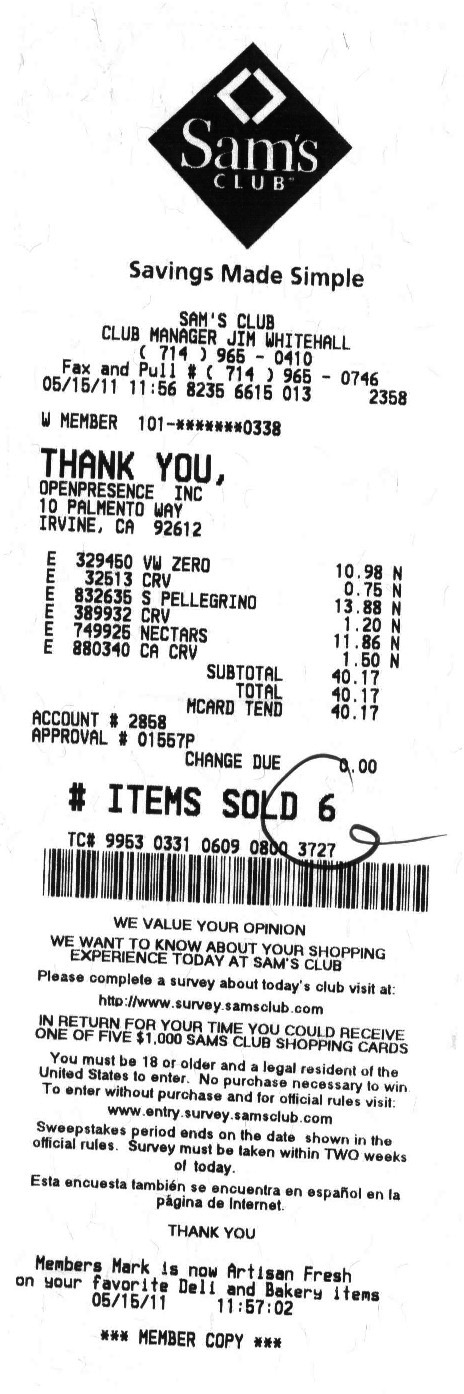 Sam's
CLUB
Savings Made Simple
SAM'S CLUB
CLUB MANAGER JIM WHITEHALL
( 714 ) 965 - 0410
Fax and Pull # ( 714 ) 965 - 0746
05/15/11 11:56 8235 6615 013 2358
W MEMBER 101-*******0338
THANK YOU,
OPENPRESENCE INC
10 PALMENTO WAY
IRVINE, CA 92612
E 329450 VW ZERO 10.98 N
E 32513 CRV 0.75 N
E 832635 S PELLEGRINO 13.88 N
E 389932 CRV 1.20 N
E 749925 NECTARS 11.86 N
E 880340 CA CRV 1.50 N
SUBTOTAL 40.17
TOTAL 40.17
MCARD TEND 40.17
ACCOUNT # 2858
APPROVAL # 01557P
CHANGE DUE 0.00
# ITEMS SOLD 6
TC# 9953 0331 0609 0800 3727
WE VALUE YOUR OPINION
WE WANT TO KNOW ABOUT YOUR SHOPPING
EXPERIENCE TODAY AT SAM'S CLUB
Please complete a survey about today's club visit at:
http://www.survey.samsclub.com
IN RETURN FOR YOUR TIME YOU COULD RECEIVE
ONE OF FIVE $1,000 SAMS CLUB SHOPPING CARDS
You must be 18 or older and a legal resident of the
United States to enter. No purchase necessary to win.
To enter without purchase and for official rules visit:
www.entry.survey.samsclub.com
Sweepstakes period ends on the date shown in the
official rules. Survey must be taken within TWO weeks
of today.
Esta encuesta también se encuentra en español en la
página de Internet.
THANK YOU
Members Mark is now Artisan Fresh
on your favorite Deli and Bakery items
05/15/11 11:57:02
*** MEMBER COPY ***